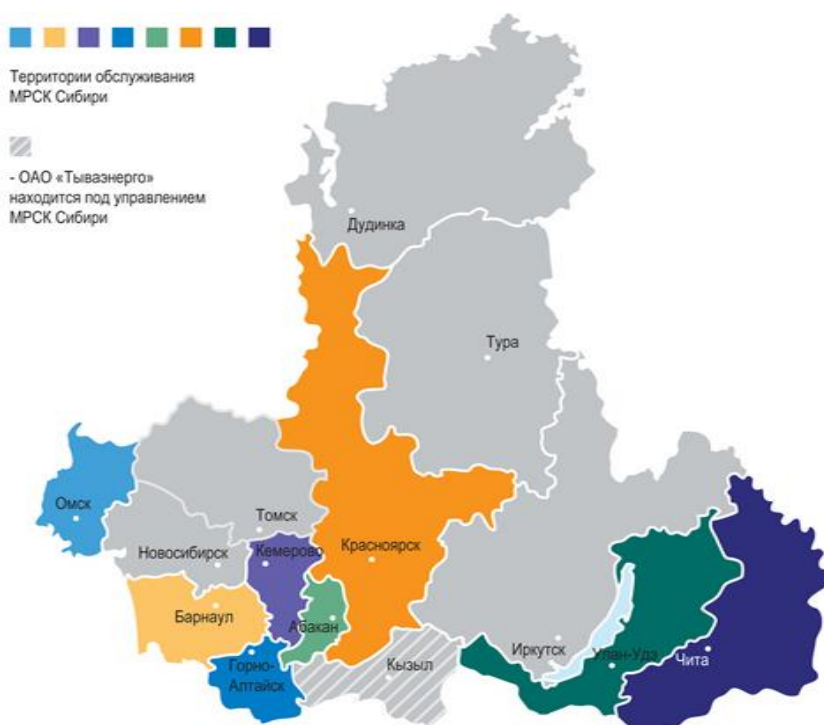 Территории обслуживания
МРСК Сибири
- ОАО «Тываэнерго»
находится под управлением
МРСК Сибири
Дудинка
Тура
Омск
Томск
Новосибирск
Кемерово
Красноярск
Барнаул
Абакан
Иркутск
Улан-Удэ
Чита
Горно-
Алтайск
Кызыл